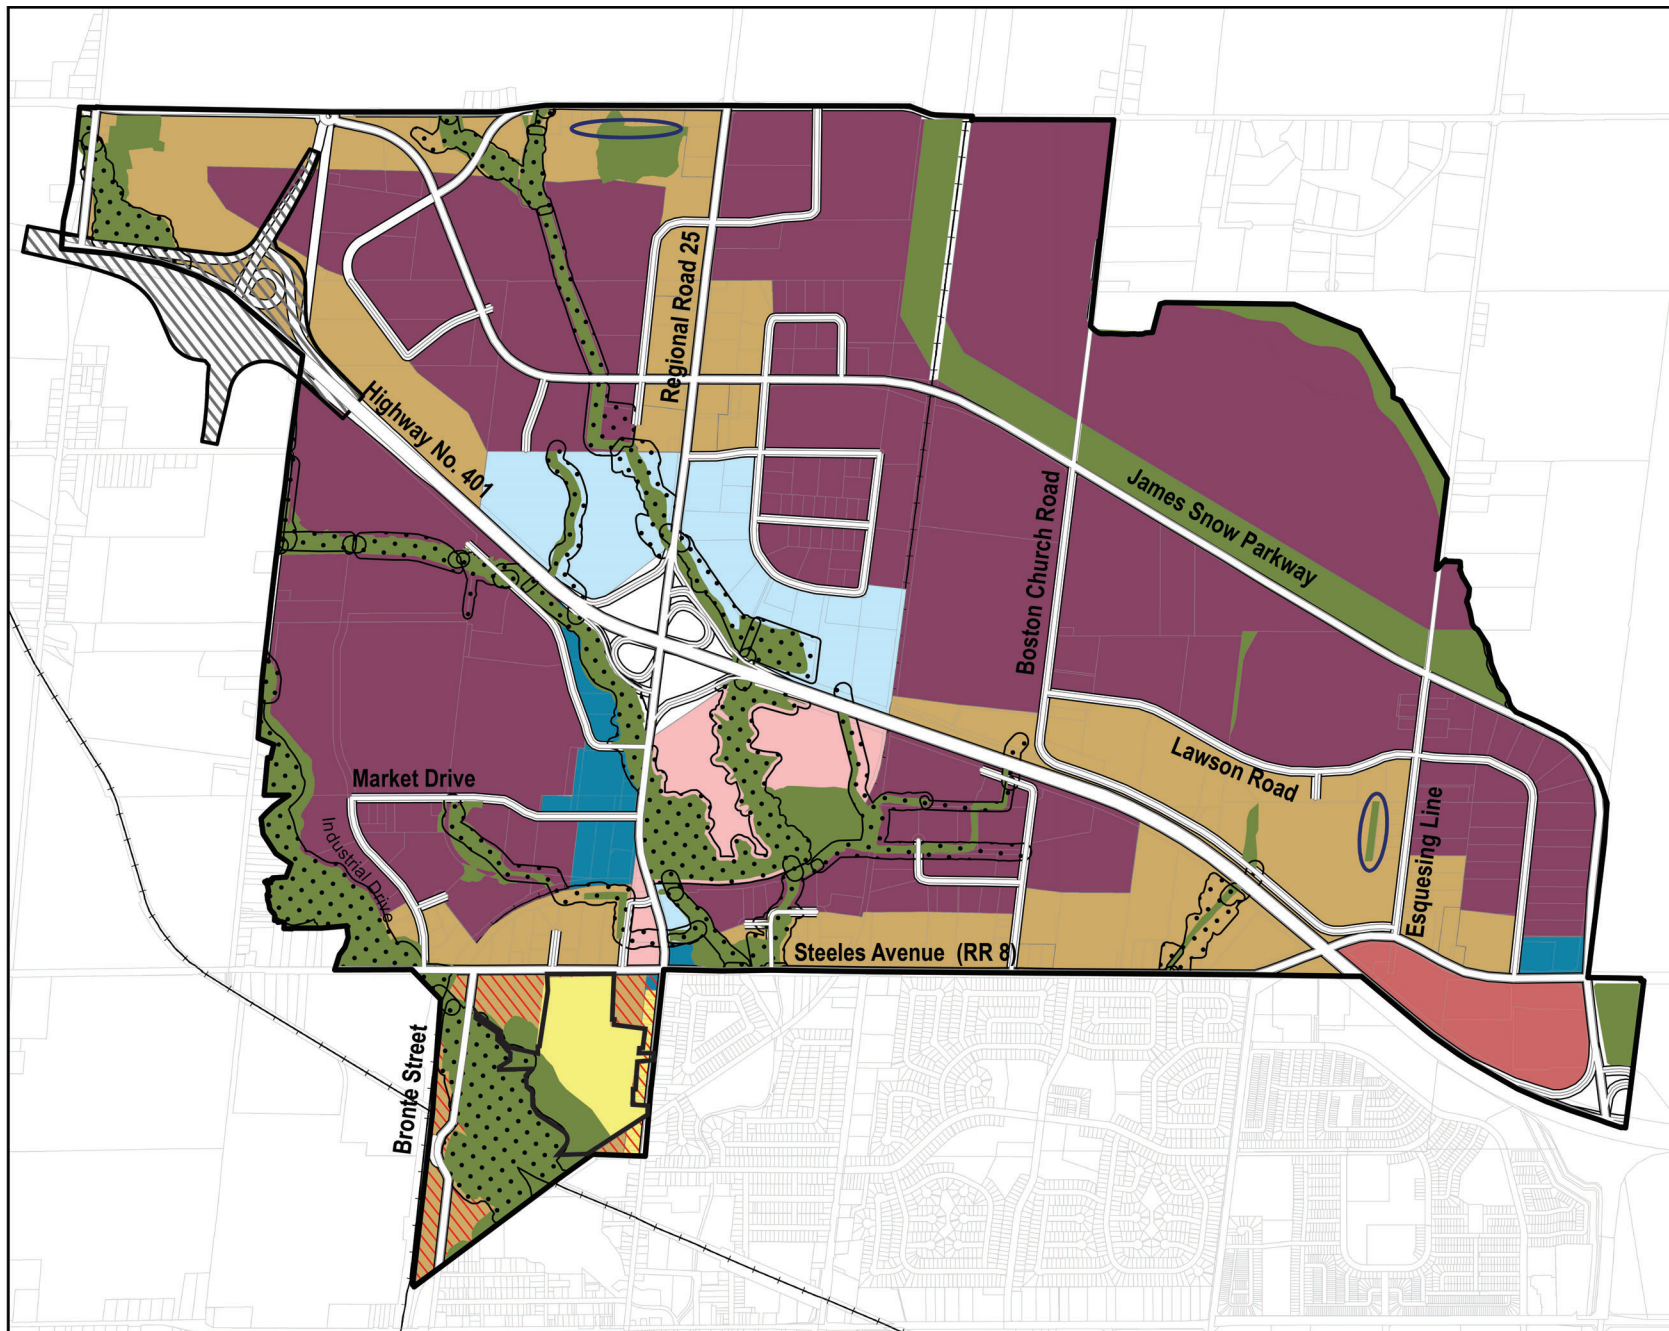 Regional Road 25
Highway No. 401
James Snow Parkway
Boston Church Road
Lawson Road
Market Drive
Industrial Drive
Esquesing Line
Steeles Avenue (RR 8)
Bronte Street